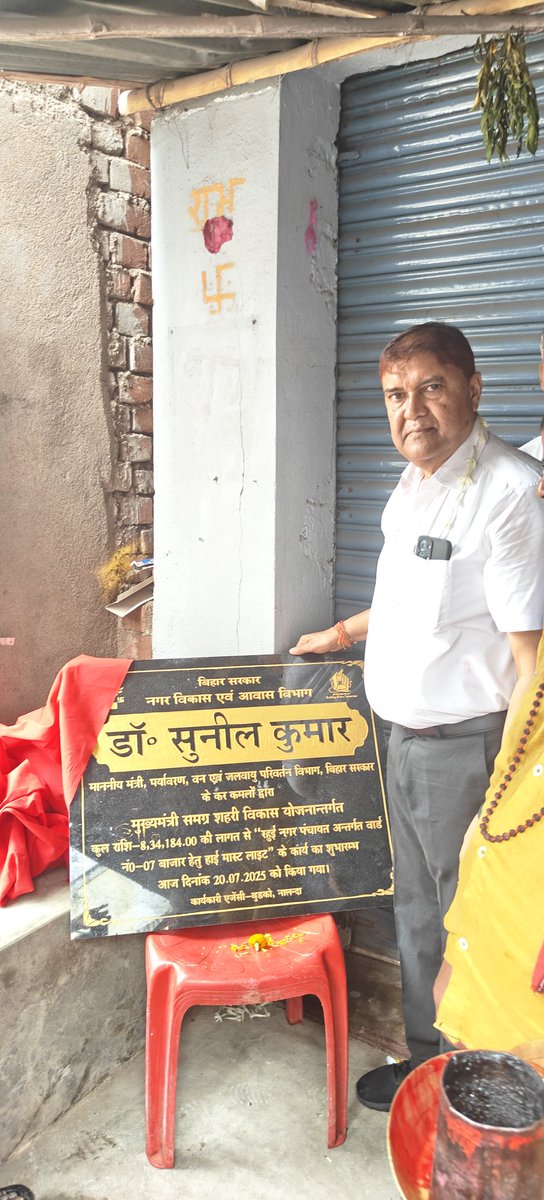 राम
बिहार सरकार
नगर विकास एवं आवास विभाग
डॉ॰ सुनील कुमार
माननीय मंत्री, पर्यावरण, वन एवं जलवायु परिवर्तन विभाग, बिहार सरकार
के कर कमलों द्वारा
मुख्यमंत्री समग्र शहरी विकास योजनान्तर्गत
कुल राशि–8,34,184.00 की लागत से “रहुई नगर पंचायत अन्तर्गत वार्ड
नं0–07 बाजार हेतु हाई मास्ट लाइट” के कार्य का शुभारम्भ
आज दिनांक 20.07.2025 को किया गया।
कार्यकारी एजेंसी–बुडको, नालन्दा